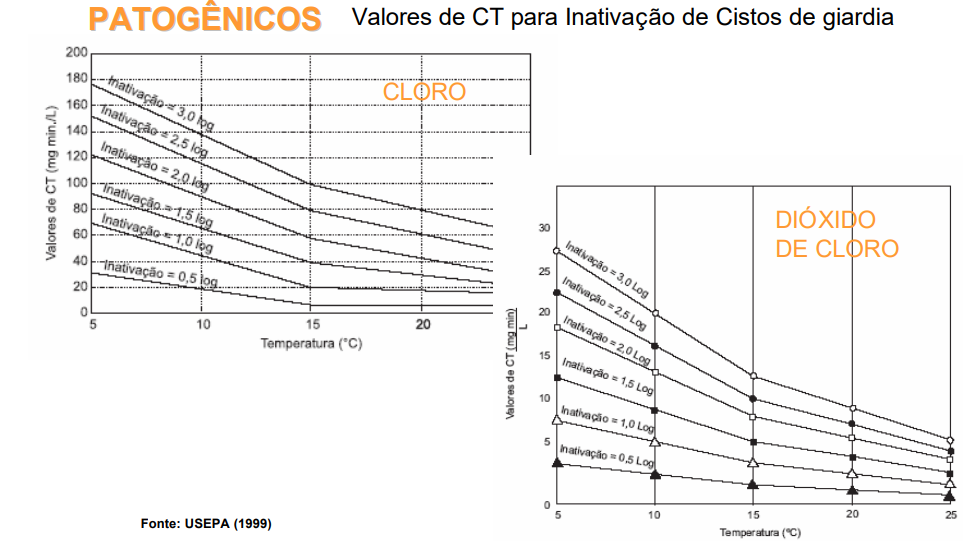 PATOGÊNICOS
Valores de CT para Inativação de Cistos de giardia
CLORO
Valores de CT (mg min./L)
200
180
160
140
120
100
80
60
40
20
0
Inativação = 3,0 log
Inativação = 2,5 log
Inativação = 2,0 log
Inativação = 1,5 log
Inativação = 1,0 log
Inativação = 0,5 log
5
10
15
20
Temperatura (°C)
DIÓXIDO
DE CLORO
Valores de CT (mg min)
L
30
25
20
15
10
5
0
Inativação = 3,0 Log
Inativação = 2,5 Log
Inativação = 2,0 Log
Inativação = 1,5 Log
Inativação = 1,0 Log
Inativação = 0,5 Log
5
10
15
20
25
Temperatura (ºC)
Fonte: USEPA (1999)